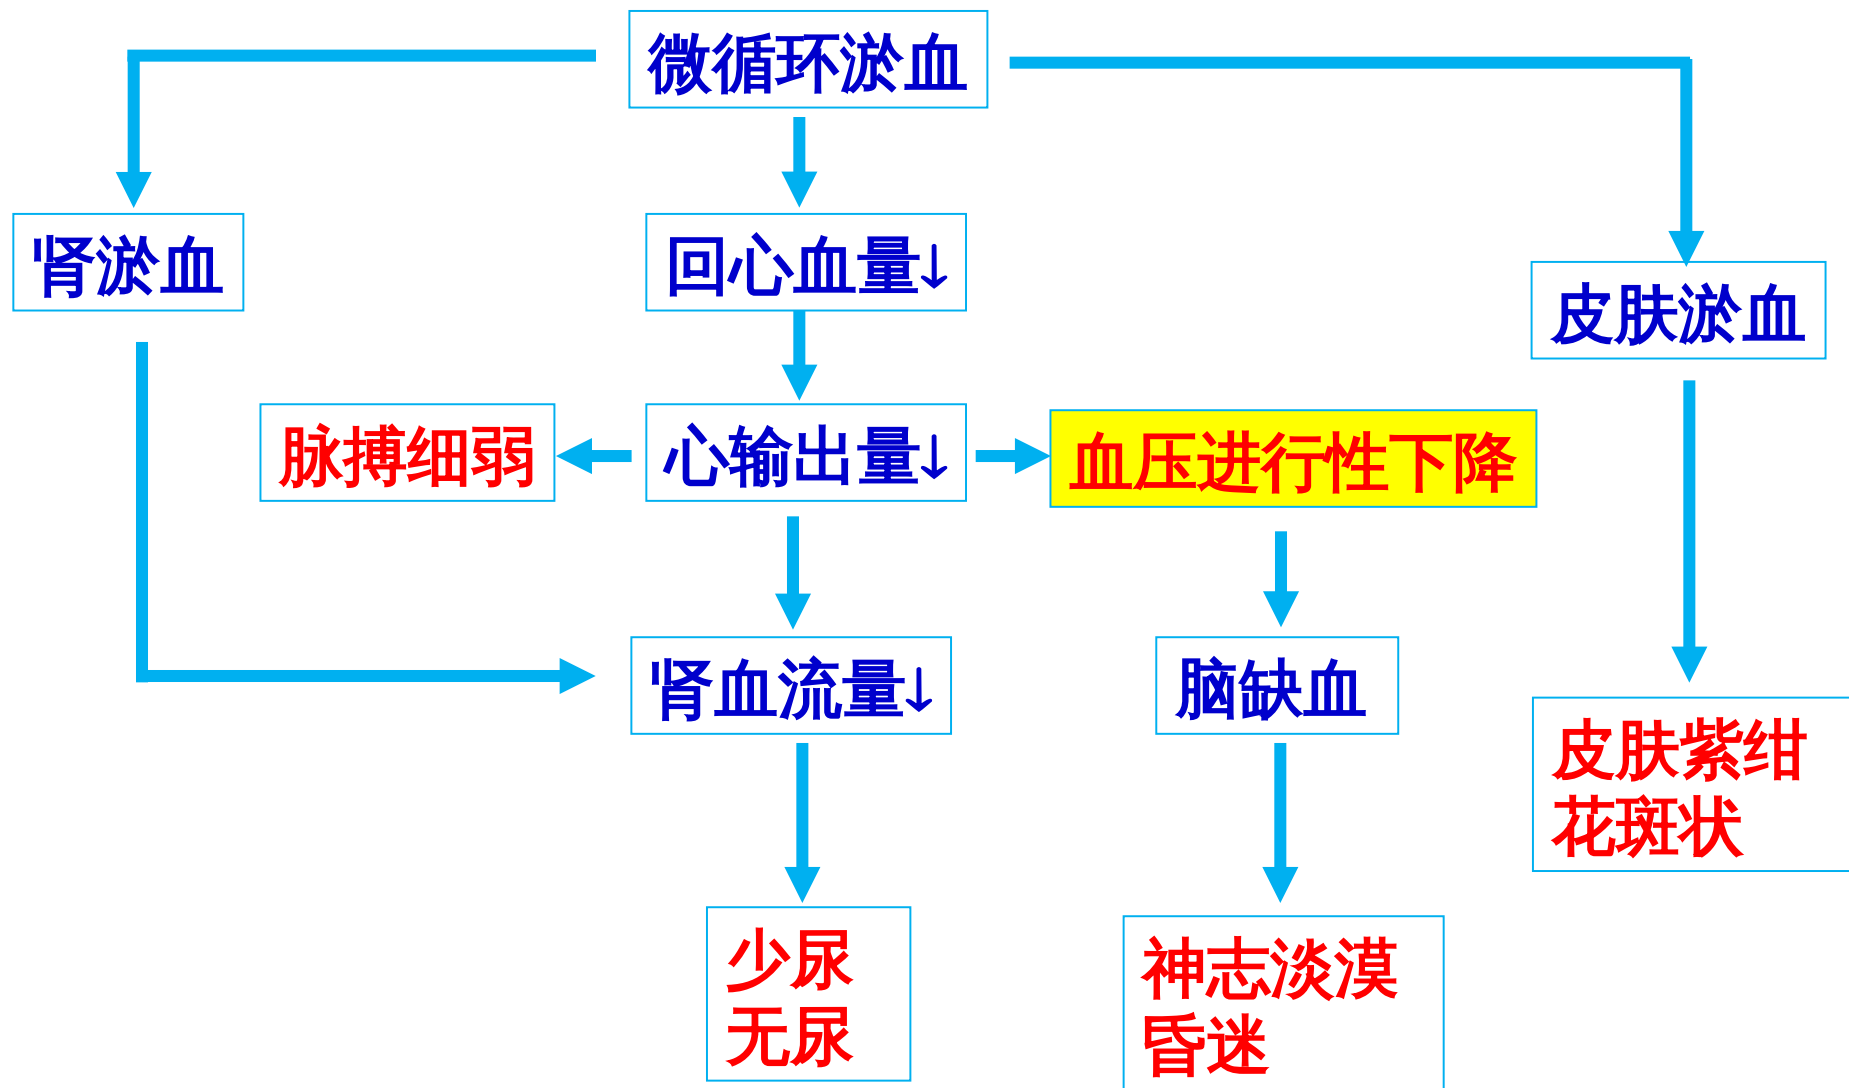 微循环淤血
肾淤血
回心血量↓
皮肤淤血
脉搏细弱
心输出量↓
血压进行性下降
肾血流量↓
脑缺血
皮肤紫绀
花斑状
少尿
无尿
神志淡漠
昏迷